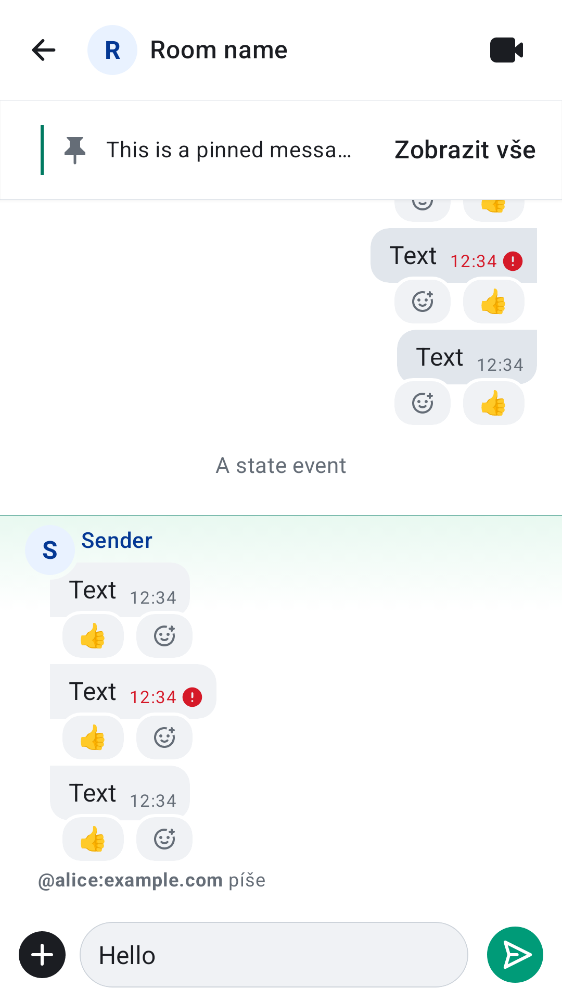 R Room name
This is a pinned messa… Zobrazit vše
Text 12:34
Text 12:34
A state event
S Sender
Text 12:34
Text 12:34
Text 12:34
@alice:example.com píše
Hello